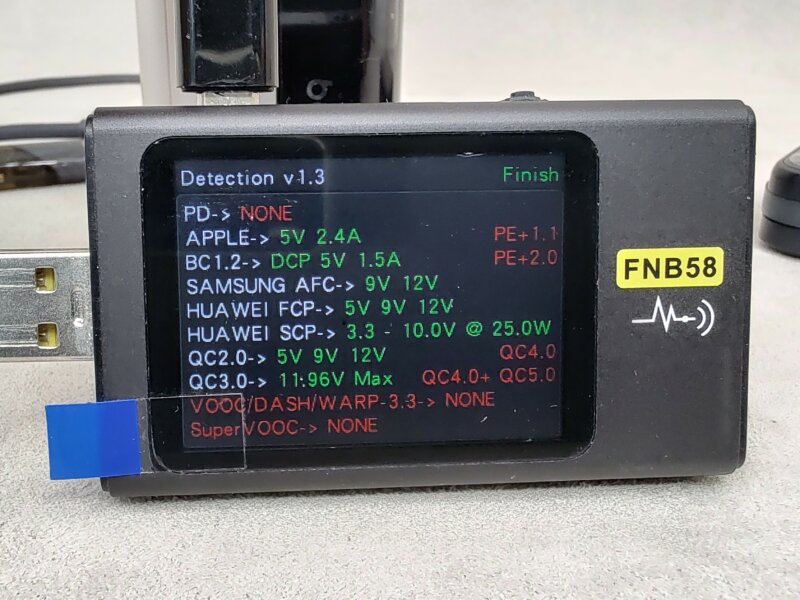 Detection v1.3 Finish
PD-> NONE
APPLE-> 5V 2.4A PE+1.1
BC1.2-> DCP 5V 1.5A PE+2.0
SAMSUNG AFC-> 9V 12V
HUAWEI FCP-> 5V 9V 12V
HUAWEI SCP-> 3.3 - 10.0V @ 25.0W
QC2.0-> 5V 9V 12V QC4.0
QC3.0-> 11.96V Max QC4.0+ QC5.0
VOOC/DASH/WARP-3.3-> NONE
SuperVOOC-> NONE
FNB58